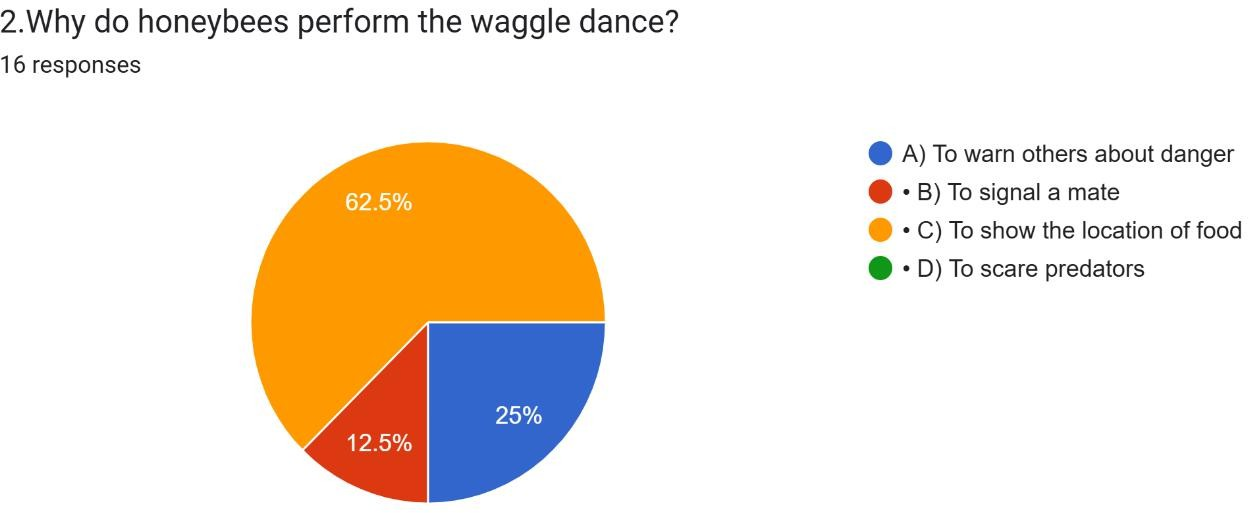 2.Why do honeybees perform the waggle dance?
16 responses
A) To warn others about danger
• B) To signal a mate
• C) To show the location of food
• D) To scare predators
62.5%
25%
12.5%